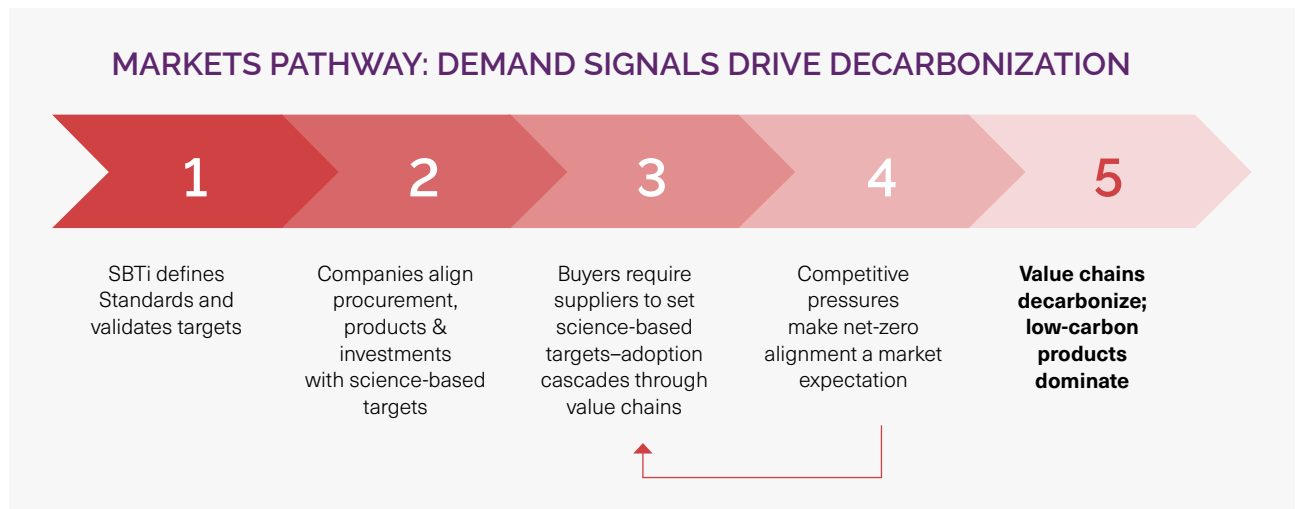 MARKETS PATHWAY: DEMAND SIGNALS DRIVE DECARBONIZATION
1
2
3
4
5
SBTi defines
Standards and
validates targets
Companies align
procurement,
products &
investments
with science-based
targets
Buyers require
suppliers to set
science-based
targets–adoption
cascades through
value chains
Competitive
pressures
make net-zero
alignment a market
expectation
Value chains
decarbonize;
low-carbon
products
dominate